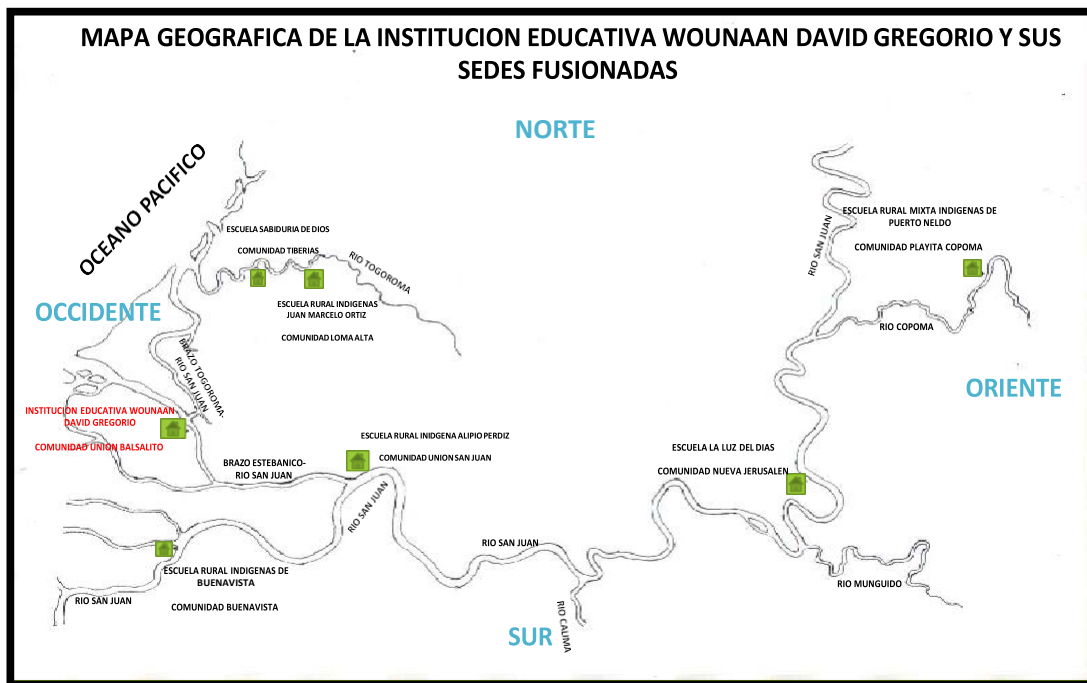 MAPA GEOGRAFICA DE LA INSTITUCION EDUCATIVA WOUNAAN DAVID GREGORIO Y SUS
SEDES FUSIONADAS
NORTE
OCEANO PACIFICO
ESCUELA SABIDURIA DE DIOS
COMUNIDAD TIBERIAS
RIO TOGOROMA
ESCUELA RURAL INDIGENAS
JUAN MARCELO ORTIZ
COMUNIDAD LOMA ALTA
RIO SAN JUAN
ESCUELA RURAL MIXTA INDIGENAS DE
PUERTO NELDO
COMUNIDAD PLAYITA COPOMA
RIO COPOMA
OCCIDENTE
ORIENTE
BRAZO TOGOROMA-
RIO SAN JUAN
INSTITUCION EDUCATIVA WOUNAAN
DAVID GREGORIO
COMUNIDAD UNION BALSALITO
BRAZO ESTEBANICO-
RIO SAN JUAN
ESCUELA RURAL INIDGENA ALIPIO PERDIZ
COMUNIDAD UNION SAN JUAN
RIO SAN JUAN
ESCUELA LA LUZ DEL DIAS
COMUNIDAD NUEVA JERUSALEN
RIO SAN JUAN
RIO MUNGUIDO
ESCUELA RURAL INDIGENAS DE
BUENAVISTA
COMUNIDAD BUENAVISTA
RIO SAN JUAN
RIO CALIMA
SUR